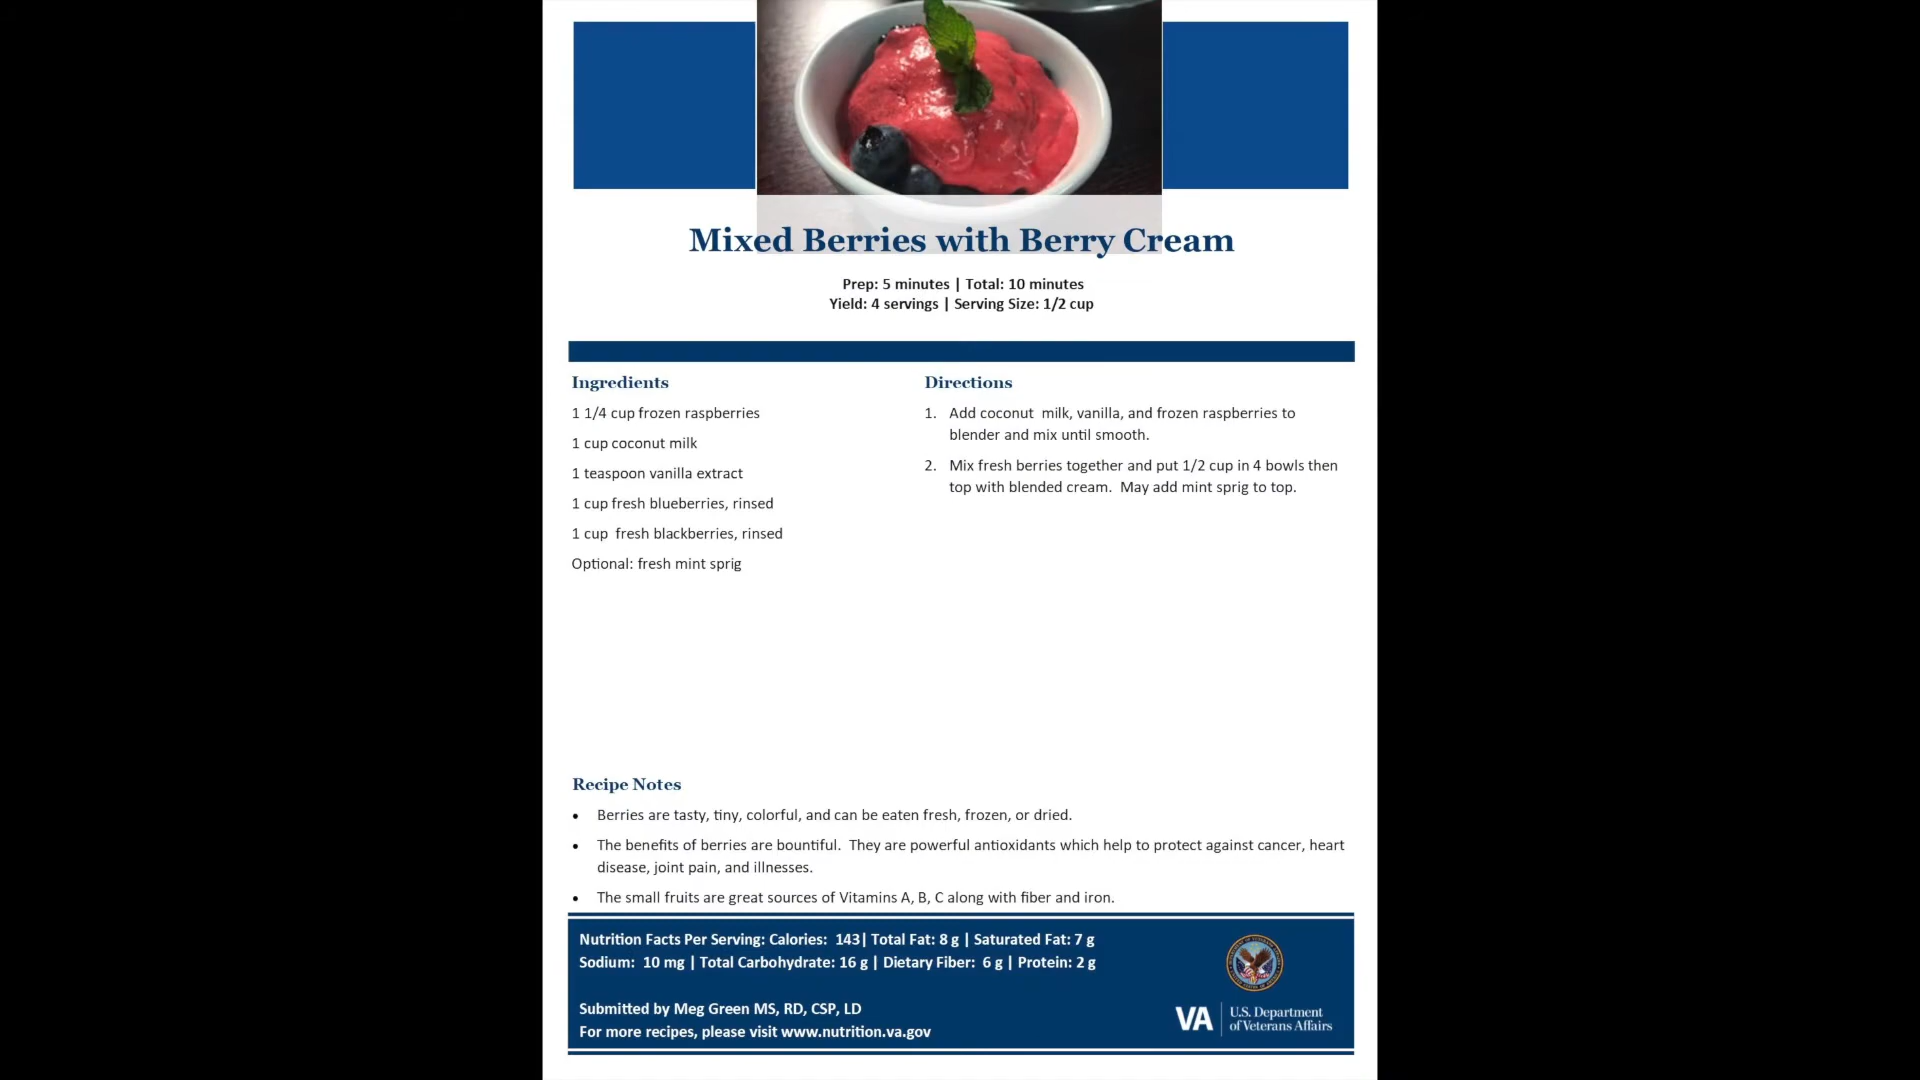 Mixed Berries with Berry Cream
Prep: 5 minutes | Total: 10 minutes
Yield: 4 servings | Serving Size: 1/2 cup
Ingredients
1 1/4 cup frozen raspberries
1 cup coconut milk
1 teaspoon vanilla extract
1 cup fresh blueberries, rinsed
1 cup  fresh blackberries, rinsed
Optional: fresh mint sprig
Directions
1. Add coconut  milk, vanilla, and frozen raspberries to
blender and mix until smooth.
2. Mix fresh berries together and put 1/2 cup in 4 bowls then
top with blended cream.  May add mint sprig to top.
Recipe Notes
• Berries are tasty, tiny, colorful, and can be eaten fresh, frozen, or dried.
• The benefits of berries are bountiful.  They are powerful antioxidants which help to protect against cancer, heart
disease, joint pain, and illnesses.
• The small fruits are great sources of Vitamins A, B, C along with fiber and iron.
Nutrition Facts Per Serving: Calories:  143| Total Fat: 8 g | Saturated Fat: 7 g
Sodium:  10 mg | Total Carbohydrate: 16 g | Dietary Fiber:  6 g | Protein: 2 g
Submitted by Meg Green MS, RD, CSP, LD
For more recipes, please visit www.nutrition.va.gov
VA
U.S. Department
of Veterans Affairs